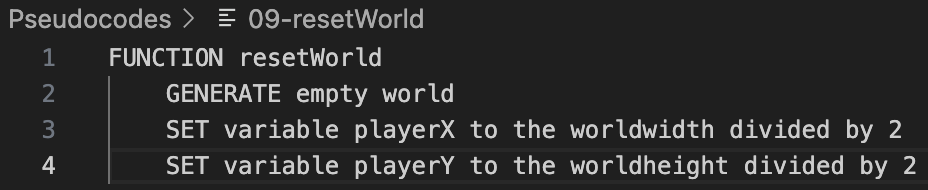 Pseudocodes > 09-resetWorld
1 FUNCTION resetWorld
2 GENERATE empty world
3 SET variable playerX to the worldwidth divided by 2
4 SET variable playerY to the worldheight divided by 2